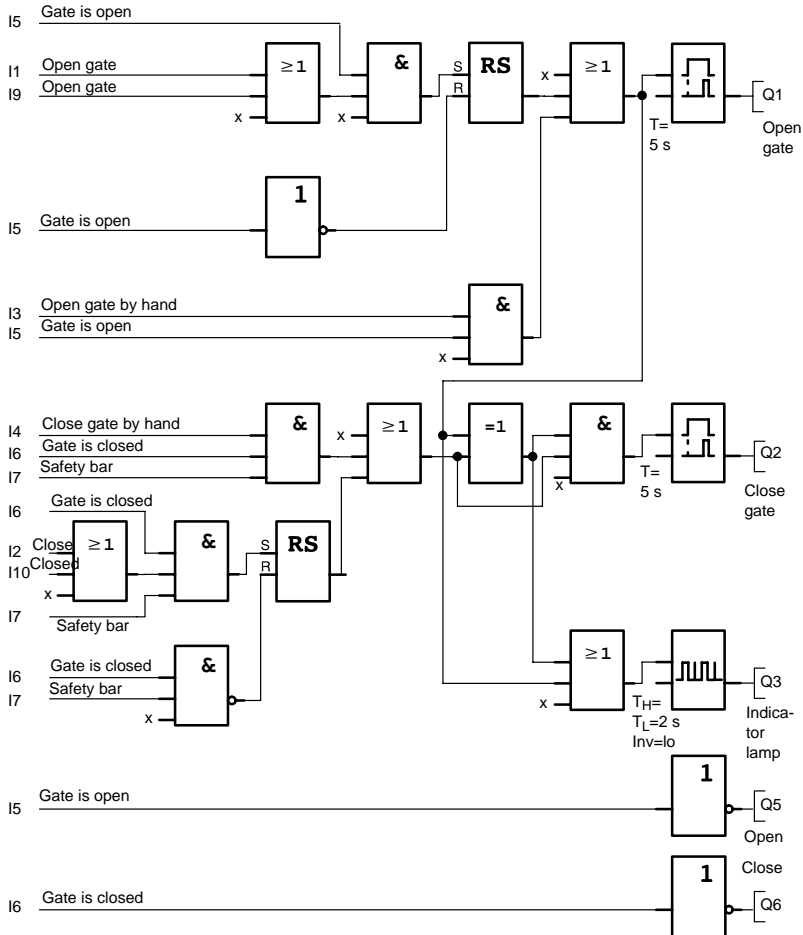 I5 Gate is open
I1 Open gate
I9 Open gate
x
≥1
x
&
S
R
RS
x
≥1
T=
5 s
Q1
Open
gate
1
I5 Gate is open
I3 Open gate by hand
I5 Gate is open
x
&
I4 Close gate by hand
I6 Gate is closed
I7 Safety bar
&
x
≥1
=1
&
x
T=
5 s
Q2
Close
gate
I6 Gate is closed
I2 Close
I10 Closed
x
≥1
&
S
R
RS
I7 Safety bar
I6 Gate is closed
I7 Safety bar
x
&
≥1
x
TH=
TL=2 s
Inv=lo
Q3
Indica-
tor
lamp
I5 Gate is open
1
Q5
Open
Close
I6 Gate is closed
1
Q6